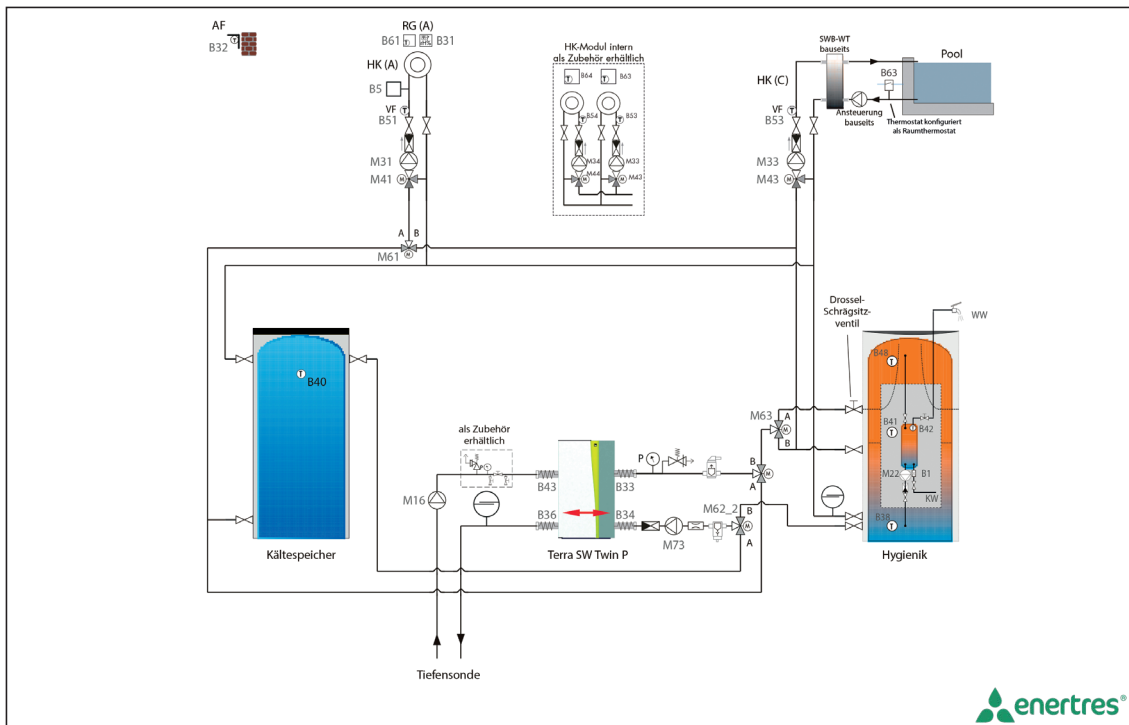 AF
B32
RG (A)
B61
B31
HK (A)
B5
VF
B51
M31
M41
A
B
M61
HK-Modul intern
als Zubehör erhältlich
B64
B63
B54
B53
M34
M33
M44
M43
SWB-WT
bauseits
Pool
B63
HK (C)
VF
B53
Ansteuerung
bauseits
Thermostat konfiguriert
als Raumthermostat
M33
M43
Drossel-
Schrägsitz-
ventil
WW
B48
B40
M63
A
B
B41
B42
als Zubehör
erhältlich
P
P
M22
B1
KW
B
A
M16
B43
B33
B36
B34
M62_2
B
A
M73
B38
Kältespeicher
Terra SW Twin P
Hygienik
Tiefensonde
enertres®